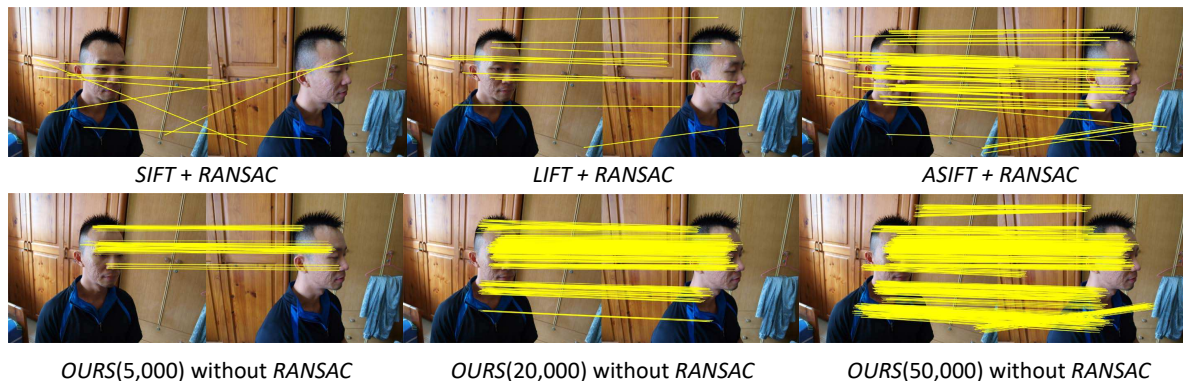 SIFT + RANSAC
LIFT + RANSAC
ASIFT + RANSAC
OURS(5,000) without RANSAC
OURS(20,000) without RANSAC
OURS(50,000) without RANSAC